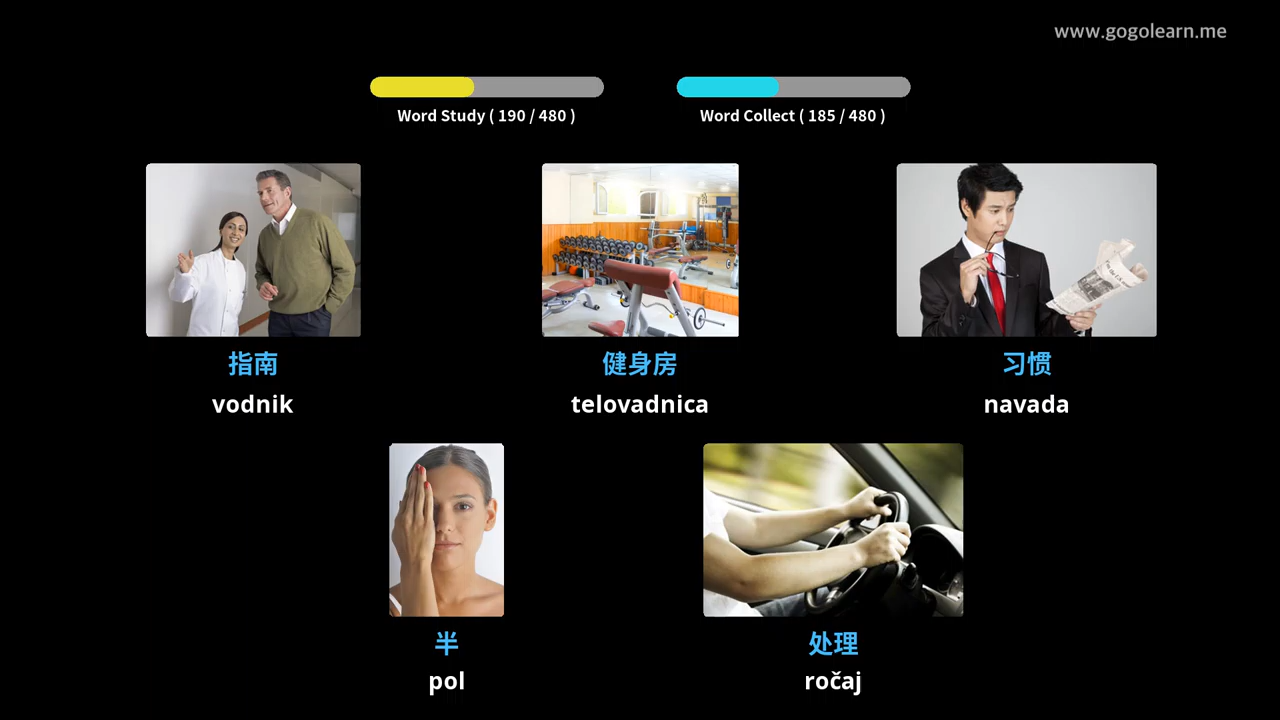 www.gogolearn.me
Word Study ( 190 / 480 )
Word Collect ( 185 / 480 )
指南
vodnik
健身房
telovadnica
习惯
navada
半
pol
处理
ročaj